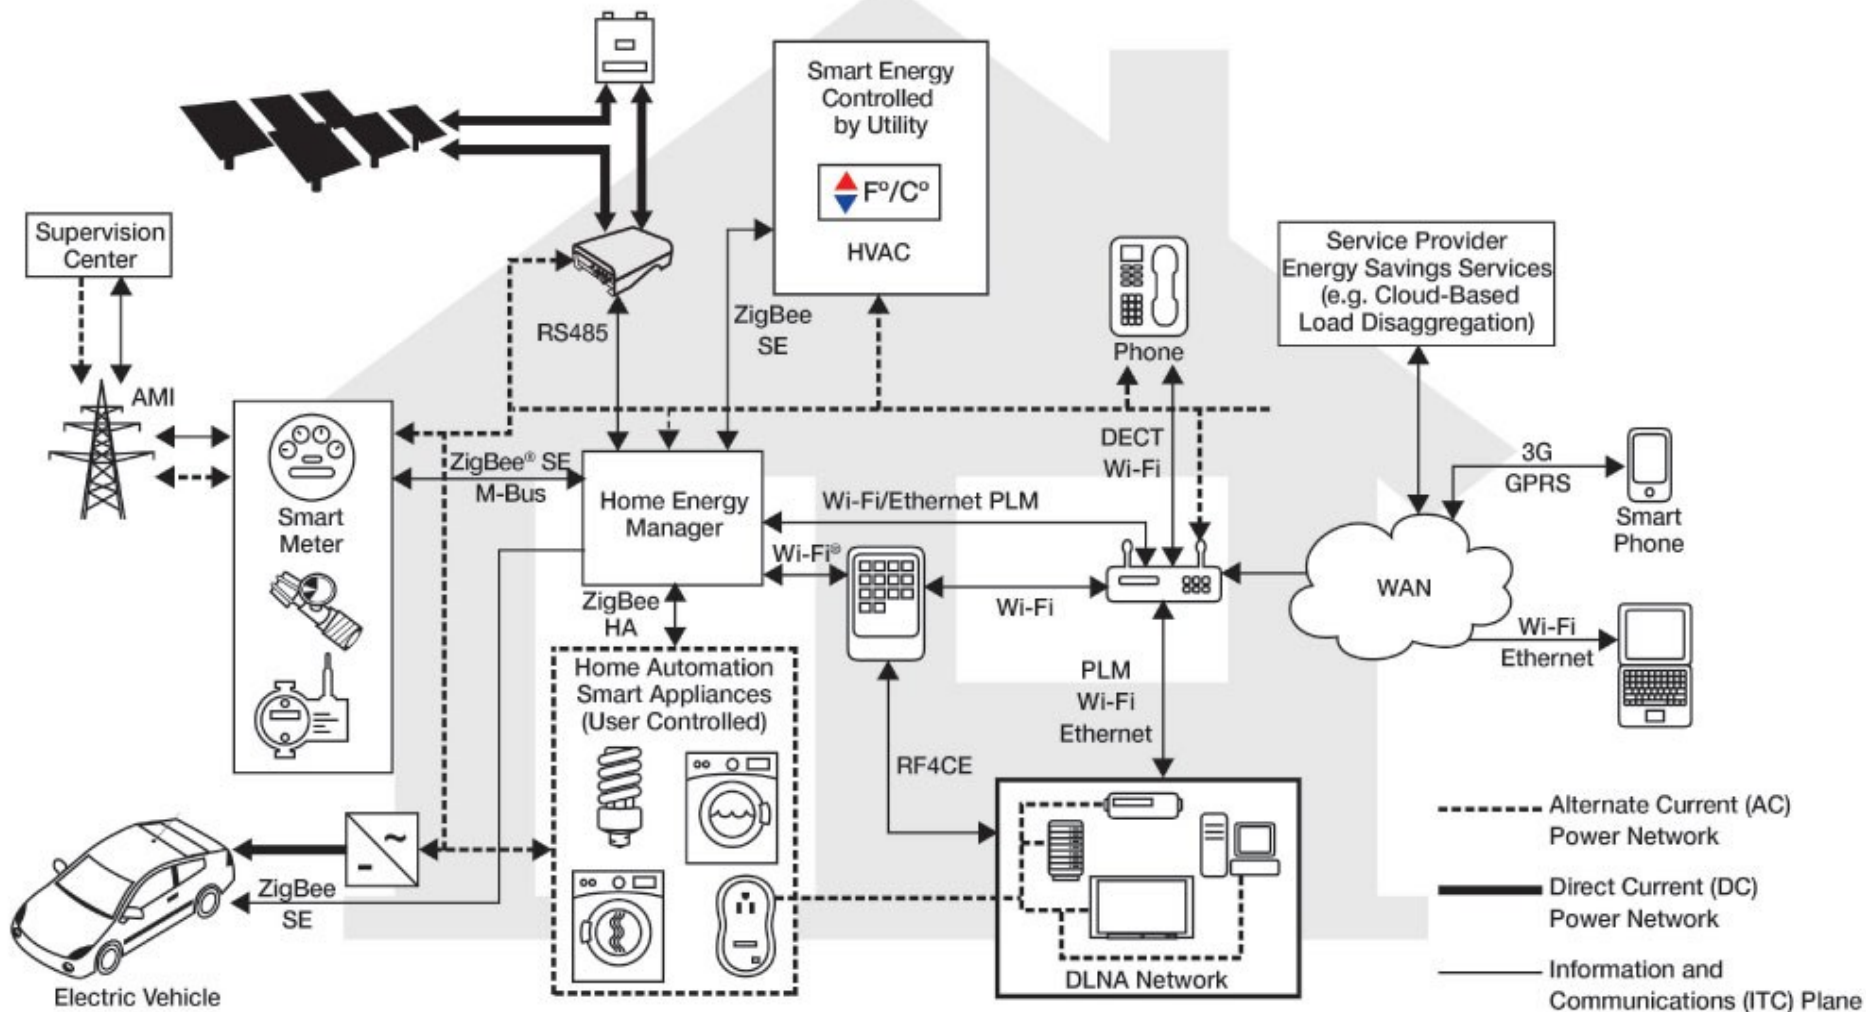 Smart Energy
Controlled
by Utility
F°/C°
HVAC
Supervision
Center
AMI
RS485
ZigBee
SE
Phone
Service Provider
Energy Savings Services
(e.g. Cloud-Based
Load Disaggregation)
Smart
Meter
ZigBee® SE
M-Bus
Home Energy
Manager
Wi-Fi/Ethernet PLM
DECT
Wi-Fi
3G
GPRS
Smart
Phone
Wi-Fi®
Wi-Fi
WAN
Wi-Fi
Ethernet
ZigBee
HA
Home Automation
Smart Appliances
(User Controlled)
PLM
Wi-Fi
Ethernet
RF4CE
ZigBee
SE
Electric Vehicle
DLNA Network
Alternate Current (AC)
Power Network
Direct Current (DC)
Power Network
Information and
Communications (ITC) Plane